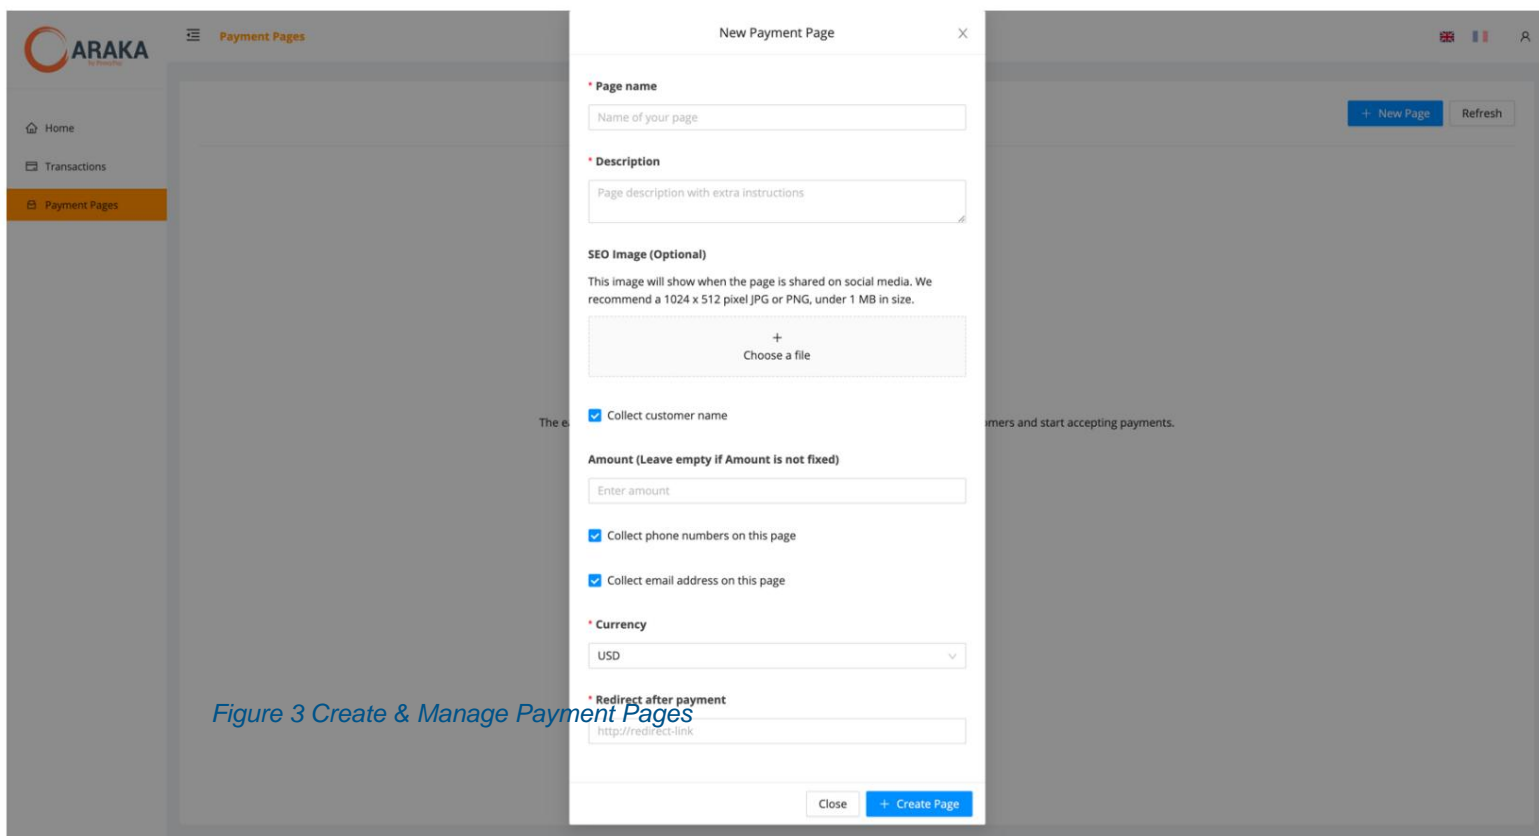 ARAKA
Payment Pages
Home
Transactions
Payment Pages
+ New Page
Refresh
The e
mers and start accepting payments.
New Payment Page
* Page name
Name of your page
* Description
Page description with extra instructions
SEO Image (Optional)
This image will show when the page is shared on social media. We
recommend a 1024 x 512 pixel JPG or PNG, under 1 MB in size.
+
Choose a file
Collect customer name
Amount (Leave empty if Amount is not fixed)
Enter amount
Collect phone numbers on this page
Collect email address on this page
* Currency
USD
* Redirect after payment
Figure 3 Create & Manage Payment Pages
http://redirect-link
Close
+ Create Page